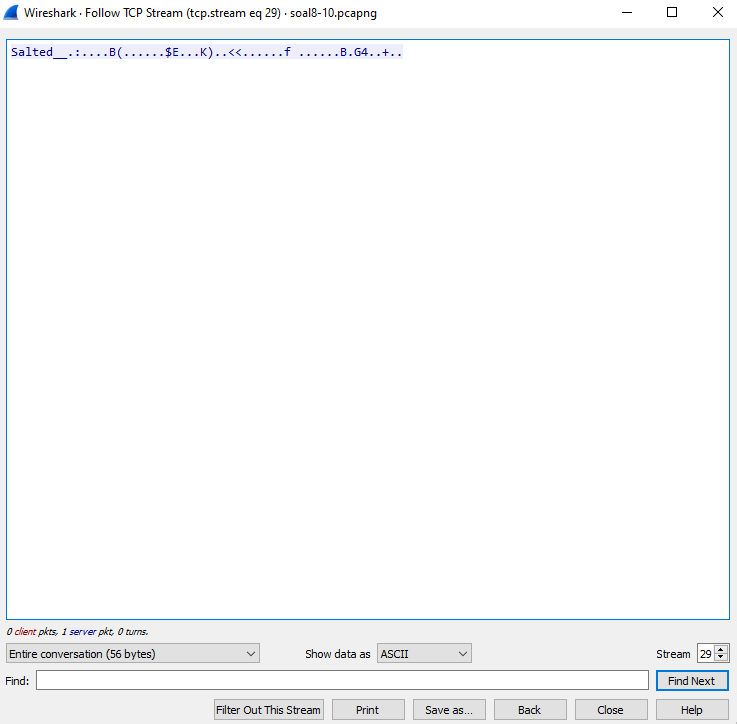 Wireshark · Follow TCP Stream (tcp.stream eq 29) · soal8-10.pcapng
Salted__.:....B(......$E...K)..<<......f ......B.G4..+..
0 client pkts, 1 server pkt, 0 turns.
Entire conversation (56 bytes) Show data as ASCII Stream 29
Find: Find Next
Filter Out This Stream Print Save as... Back Close Help